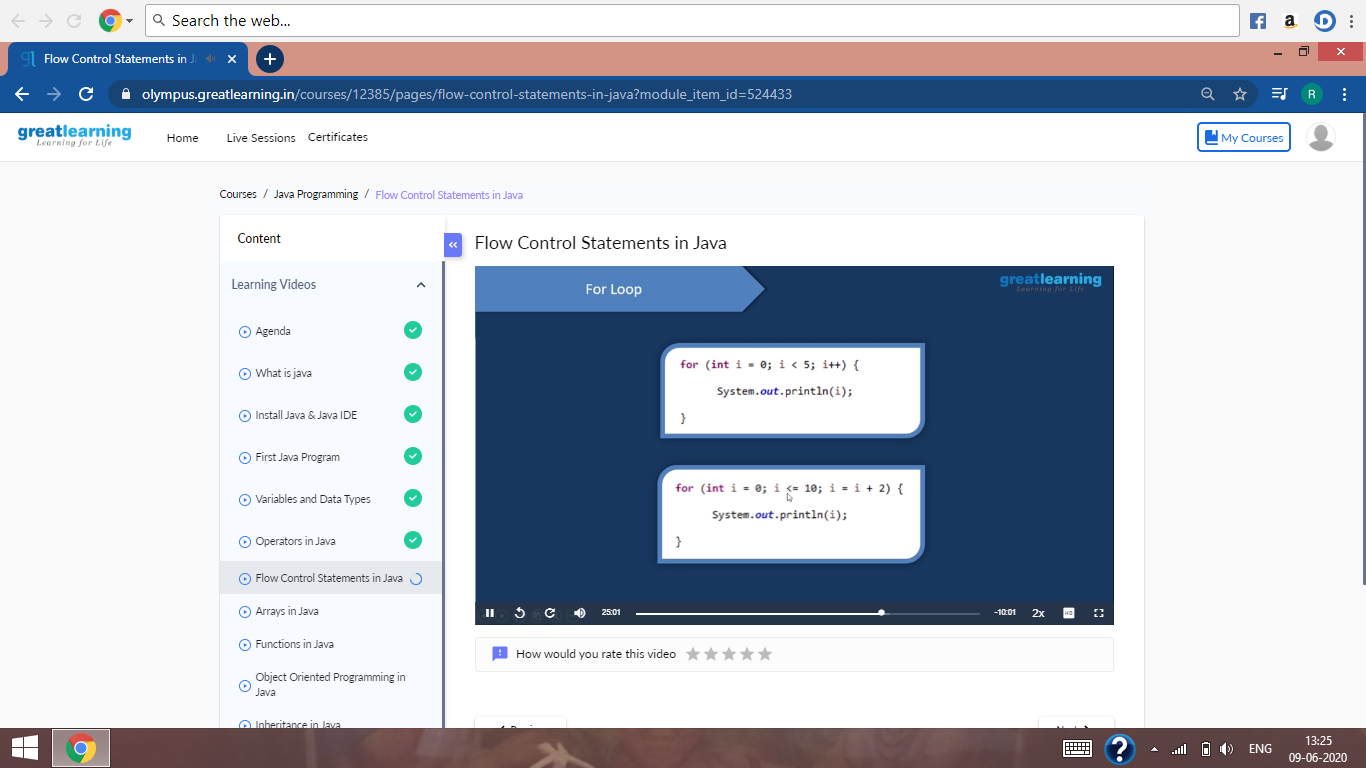 Search the web...
Flow Control Statements in J
olympus.greatlearning.in/courses/12385/pages/flow-control-statements-in-java?module_item_id=524433
R
greatlearning
Learning for Life
Home
Live Sessions
Certificates
My Courses
Courses / Java Programming / Flow Control Statements in Java
Content
Learning Videos
Agenda
What is java
Install Java & Java IDE
First Java Program
Variables and Data Types
Operators in Java
Flow Control Statements in Java
Arrays in Java
Functions in Java
Object Oriented Programming in
Java
Inheritance in Java
Flow Control Statements in Java
For Loop
greatlearning
Learning for Life
for (int i = 0; i < 5; i++) {
System.out.println(i);
}
for (int i = 0; i <= 10; i = i + 2) {
System.out.println(i);
}
25:01
-10:01
2x
HD
How would you rate this video
ENG
13:25
09-06-2020